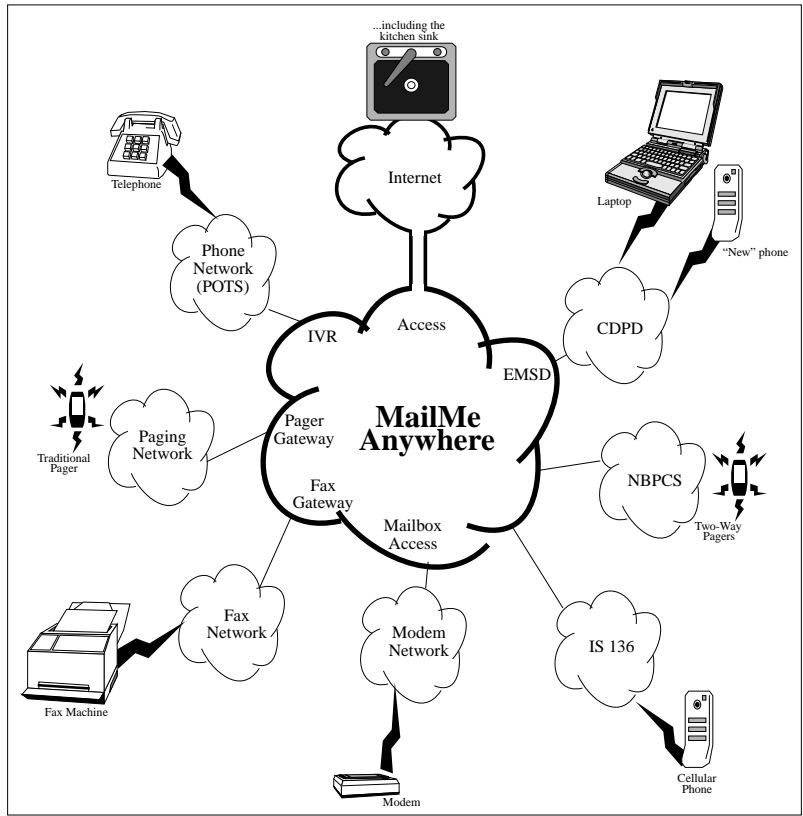 ...including the
kitchen sink
Telephone
Internet
Laptop
"New" phone
Phone
Network
(POTS)
CDPD
IVR
Access
EMSD
MailMe
Anywhere
Pager
Gateway
Paging
Network
Traditional
Pager
NBPCS
Two-Way
Pagers
Fax
Gateway
Mailbox
Access
Fax
Network
Modem
Network
IS 136
Fax Machine
Modem
Cellular
Phone